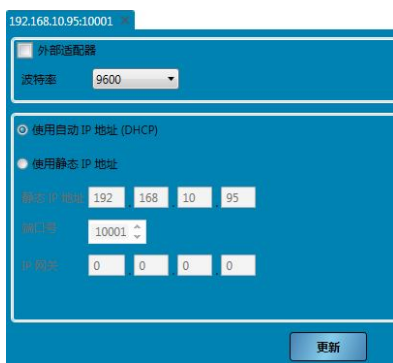 192.168.10.95:10001 ×
外部适配器
波特率 9600
使用自动 IP 地址 (DHCP)
使用静态 IP 地址
静态 IP 地址 192 . 168 . 10 . 95
端口号 10001
IP 网关 0 . 0 . 0 . 0
更新